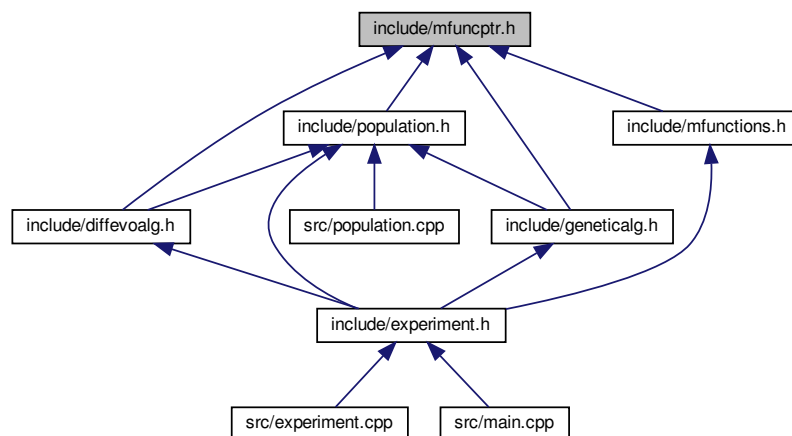 include/mfuncptr.h
include/population.h
include/mfunctions.h
include/diffevoalg.h
src/population.cpp
include/geneticalg.h
include/experiment.h
src/experiment.cpp
src/main.cpp